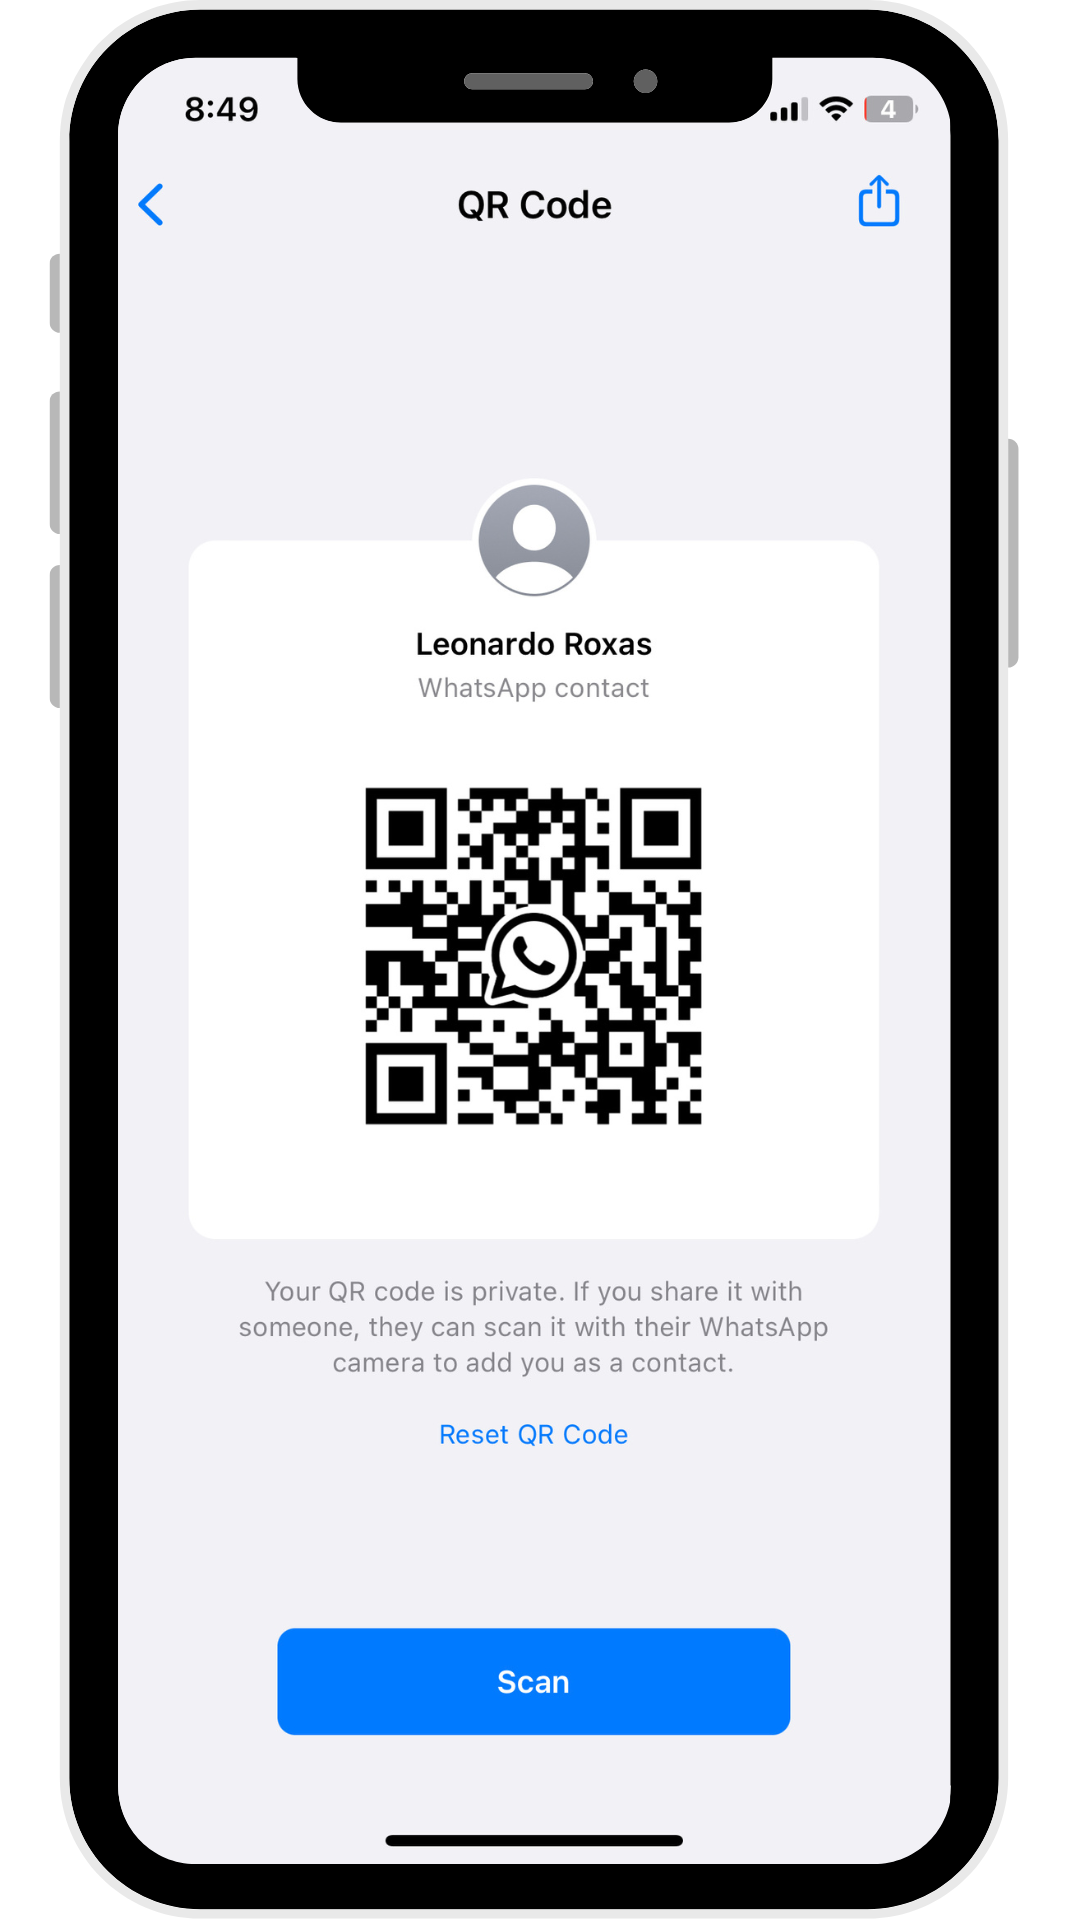 8:49
4
QR Code
Leonardo Roxas
WhatsApp contact
Your QR code is private. If you share it with
someone, they can scan it with their WhatsApp
camera to add you as a contact.
Reset QR Code
Scan